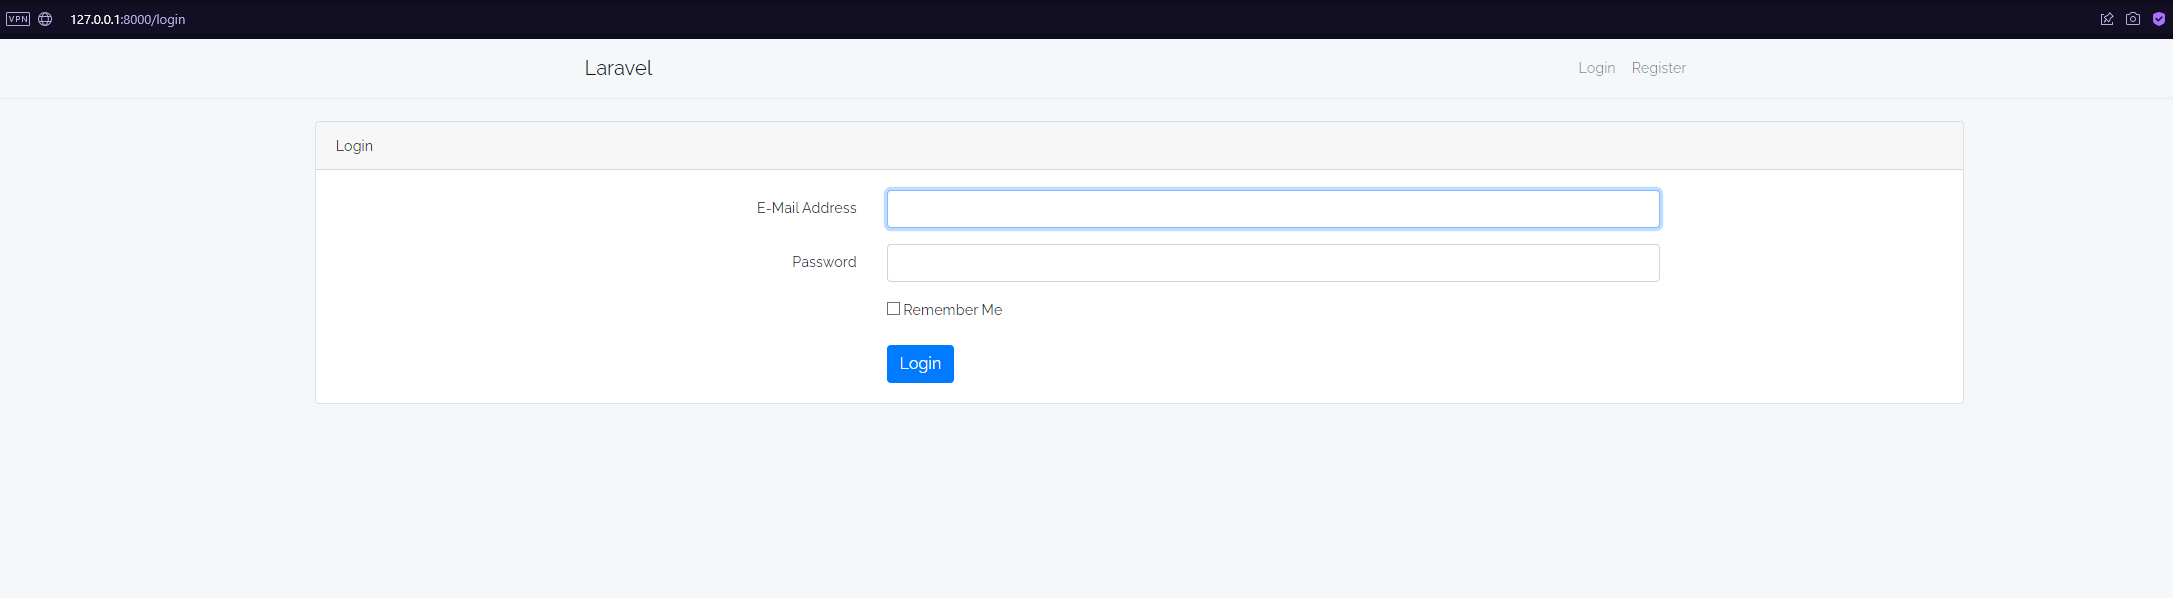 VPN 127.0.0.1:8000/login
Laravel Login Register
Login
E-Mail Address
Password
Remember Me
Login